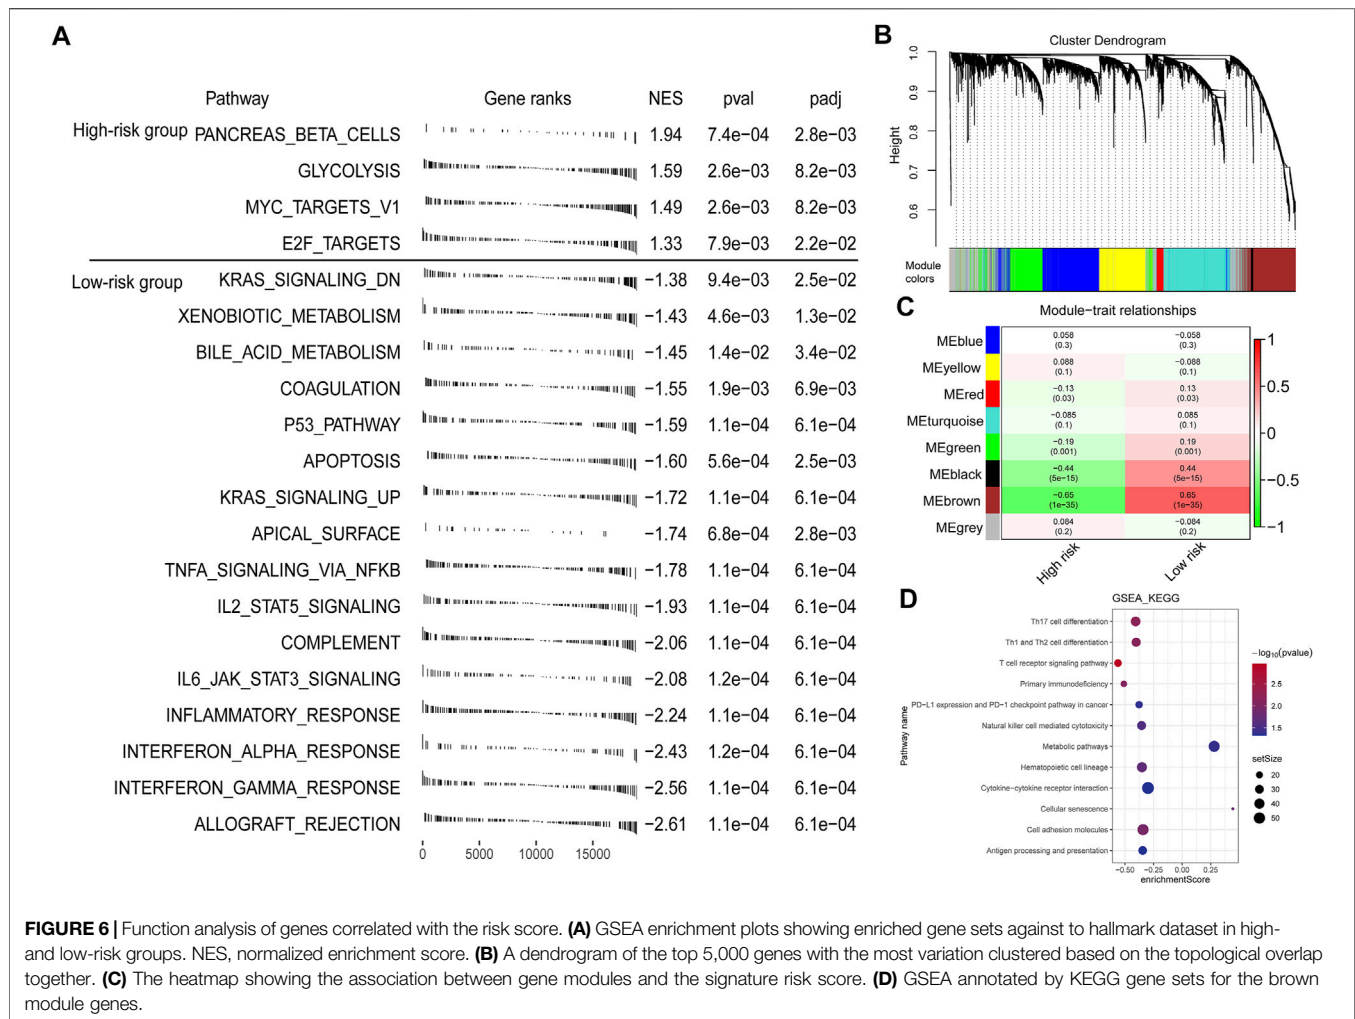 A
Pathway Gene ranks NES pval padj
High-risk group PANCREAS_BETA_CELLS 1.94 7.4e−04 2.8e−03
GLYCOLYSIS 1.59 2.6e−03 8.2e−03
MYC_TARGETS_V1 1.49 2.6e−03 8.2e−03
E2F_TARGETS 1.33 7.9e−03 2.2e−02
Low-risk group KRAS_SIGNALING_DN −1.38 9.4e−03 2.5e−02
XENOBIOTIC_METABOLISM −1.43 4.6e−03 1.3e−02
BILE_ACID_METABOLISM −1.45 1.4e−02 3.4e−02
COAGULATION −1.55 1.9e−03 6.9e−03
P53_PATHWAY −1.59 1.1e−04 6.1e−04
APOPTOSIS −1.60 5.6e−04 2.5e−03
KRAS_SIGNALING_UP −1.72 1.1e−04 6.1e−04
APICAL_SURFACE −1.74 6.8e−04 2.8e−03
TNFA_SIGNALING_VIA_NFKB −1.78 1.1e−04 6.1e−04
IL2_STAT5_SIGNALING −1.93 1.1e−04 6.1e−04
COMPLEMENT −2.06 1.1e−04 6.1e−04
IL6_JAK_STAT3_SIGNALING −2.08 1.2e−04 6.1e−04
INFLAMMATORY_RESPONSE −2.24 1.1e−04 6.1e−04
INTERFERON_ALPHA_RESPONSE −2.43 1.2e−04 6.1e−04
INTERFERON_GAMMA_RESPONSE −2.56 1.1e−04 6.1e−04
ALLOGRAFT_REJECTION −2.61 1.1e−04 6.1e−04
0 5000 10000 15000
B
Cluster Dendrogram
Height
1.0
0.9
0.8
0.7
0.6
Module
colors
C
Module−trait relationships
MEblue 0.058 −0.058
(0.3) (0.3)
MEyellow 0.088 −0.088
(0.1) (0.1)
MEred −0.13 0.13
(0.03) (0.03)
MEturquoise −0.085 0.085
(0.1) (0.1)
MEgreen −0.19 0.19
(0.001) (0.001)
MEblack −0.44 0.44
(5e−15) (5e−15)
MEbrown −0.65 0.65
(1e−35) (1e−35)
MEgrey 0.084 −0.084
(0.2) (0.2)
High risk Low risk
1
0.5
0
−0.5
−1
D
GSEA_KEGG
Pathway name
Th17 cell differentiation
Th1 and Th2 cell differentiation
T cell receptor signaling pathway
Primary immunodeficiency
PD−L1 expression and PD−1 checkpoint pathway in cancer
Natural killer cell mediated cytotoxicity
Metabolic pathways
Hematopoietic cell lineage
Cytokine−cytokine receptor interaction
Cellular senescence
Cell adhesion molecules
Antigen processing and presentation
−0.50 −0.25 0.00 0.25
enrichmentScore
−log10(pvalue)
2.5
2.0
1.5
setSize
20
30
40
50
FIGURE 6 | Function analysis of genes correlated with the risk score. (A) GSEA enrichment plots showing enriched gene sets against to hallmark dataset in high-
and low-risk groups. NES, normalized enrichment score. (B) A dendrogram of the top 5,000 genes with the most variation clustered based on the topological overlap
together. (C) The heatmap showing the association between gene modules and the signature risk score. (D) GSEA annotated by KEGG gene sets for the brown
module genes.